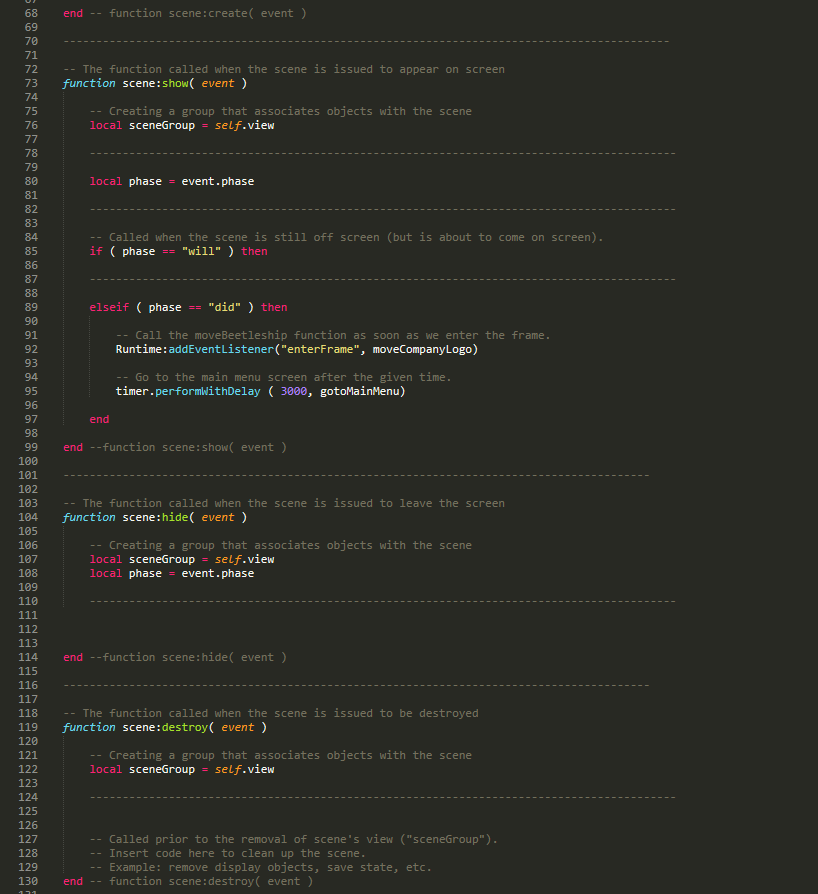 68 end -- function scene:create( event )
69
70 --------------------------------------------------------------------------------------------
71
72 -- The function called when the scene is issued to appear on screen
73 function scene:show( event )
74
75 -- Creating a group that associates objects with the scene
76 local sceneGroup = self.view
77
78 -----------------------------------------------------------------------------------------
79
80 local phase = event.phase
81
82 -----------------------------------------------------------------------------------------
83
84 -- Called when the scene is still off screen (but is about to come on screen).
85 if ( phase == "will" ) then
86
87 -----------------------------------------------------------------------------------------
88
89 elseif ( phase == "did" ) then
90
91 -- Call the moveBeetleship function as soon as we enter the frame.
92 Runtime:addEventListener("enterFrame", moveCompanyLogo)
93
94 -- Go to the main menu screen after the given time.
95 timer.performWithDelay ( 3000, gotoMainMenu)
96
97 end
98
99 end --function scene:show( event )
100
101 -----------------------------------------------------------------------------------------
102
103 -- The function called when the scene is issued to leave the screen
104 function scene:hide( event )
105
106 -- Creating a group that associates objects with the scene
107 local sceneGroup = self.view
108 local phase = event.phase
109
110 -----------------------------------------------------------------------------------------
111
112
113
114 end --function scene:hide( event )
115
116 -----------------------------------------------------------------------------------------
117
118 -- The function called when the scene is issued to be destroyed
119 function scene:destroy( event )
120
121 -- Creating a group that associates objects with the scene
122 local sceneGroup = self.view
123
124 -----------------------------------------------------------------------------------------
125
126
127 -- Called prior to the removal of scene's view ("sceneGroup").
128 -- Insert code here to clean up the scene.
129 -- Example: remove display objects, save state, etc.
130 end -- function scene:destroy( event )